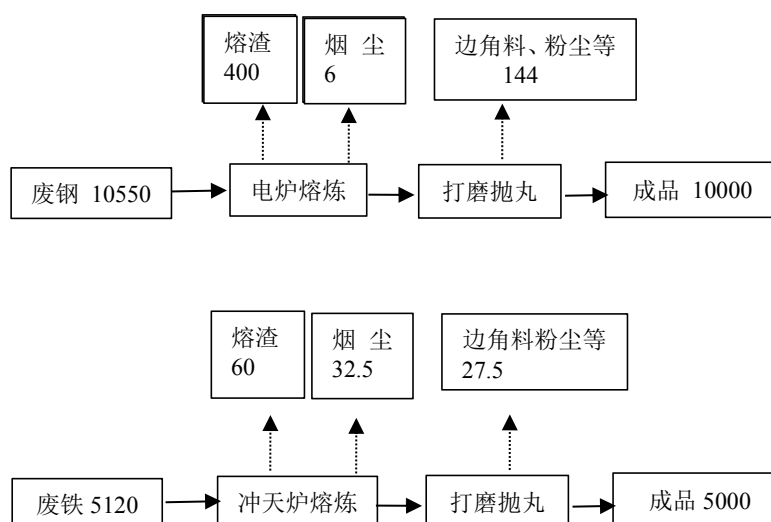 熔渣
400
烟 尘
6
边角料、粉尘等
144
废钢 10550
电炉熔炼
打磨抛丸
成品 10000
熔渣
60
烟 尘
32.5
边角料粉尘等
27.5
废铁 5120
冲天炉熔炼
打磨抛丸
成品 5000